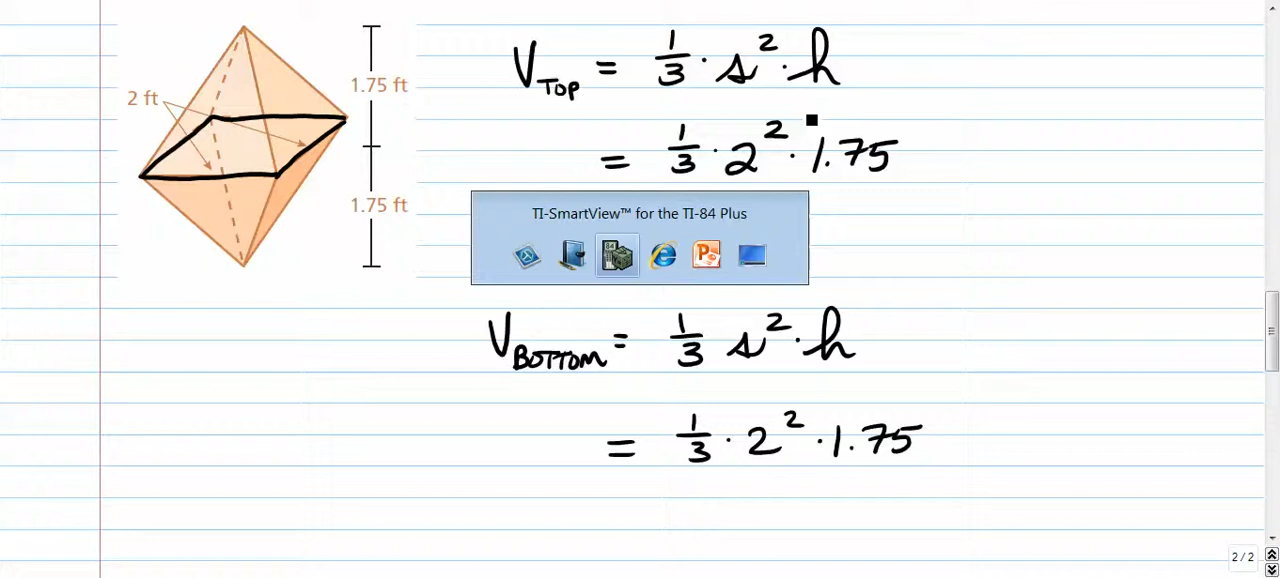 V_TOP = 1/3 · s² · h
1.75 ft
2 ft
= 1/3 · 2² · 1.75
1.75 ft
TI-SmartView™ for the TI-84 Plus
84
P
V_BOTTOM = 1/3 s² · h
= 1/3 · 2² · 1.75
2 / 2